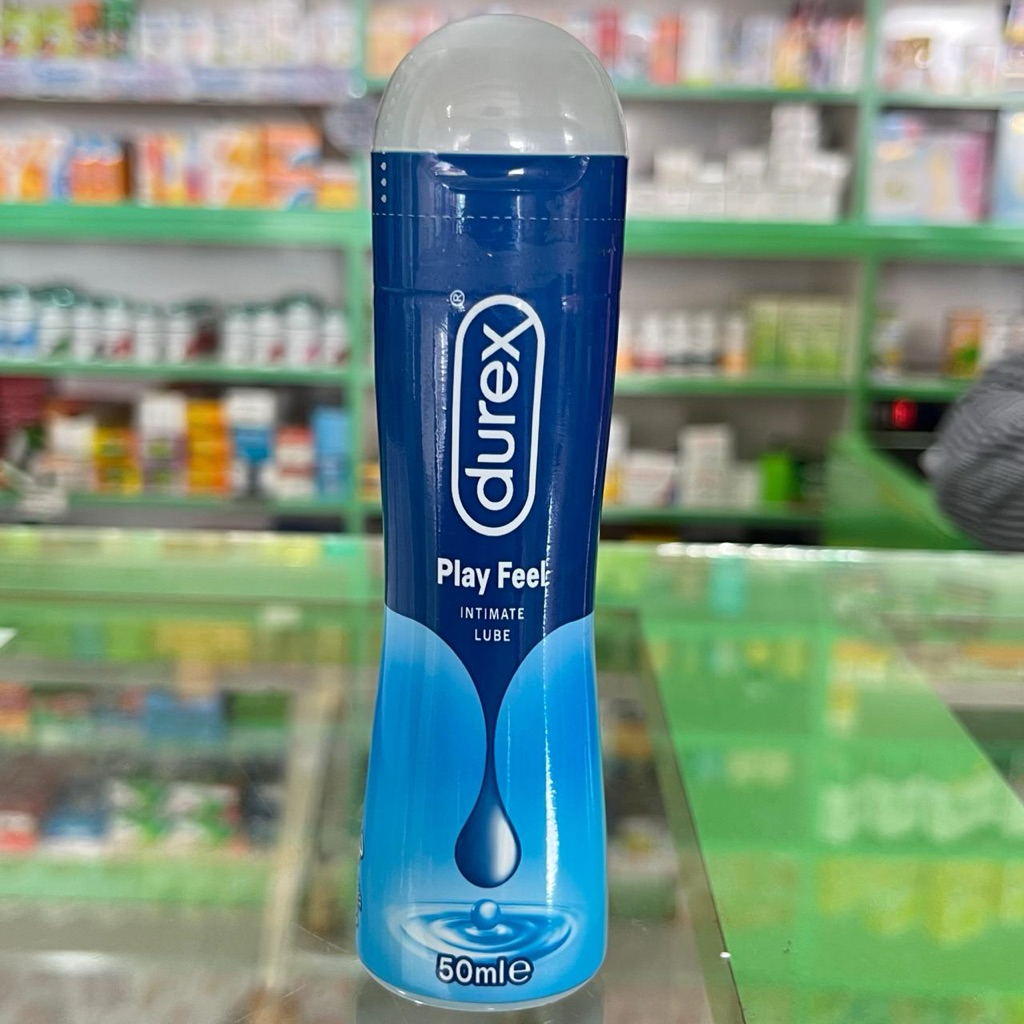 durex®
Play Feel
INTIMATE
LUBE
50ml℮